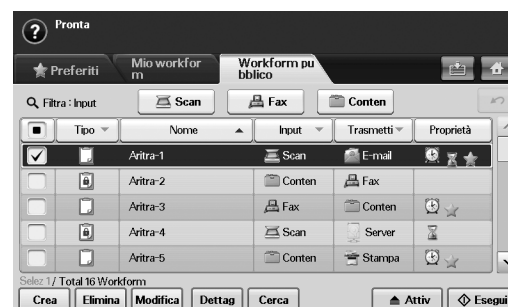 Pronta
Preferiti
Mio workfor
m
Workform pu
bblico
Filtra : Input
Scan
Fax
Conten
Tipo Nome Input Trasmetti Proprietà
Aritra-1 Scan E-mail
Aritra-2 Conten Fax
Aritra-3 Fax Conten
Aritra-4 Scan Server
Aritra-5 Conten Stampa
Selez 1/ Total 16 Workform
Crea Elimina Modifica Dettag Cerca Attiv Esegui